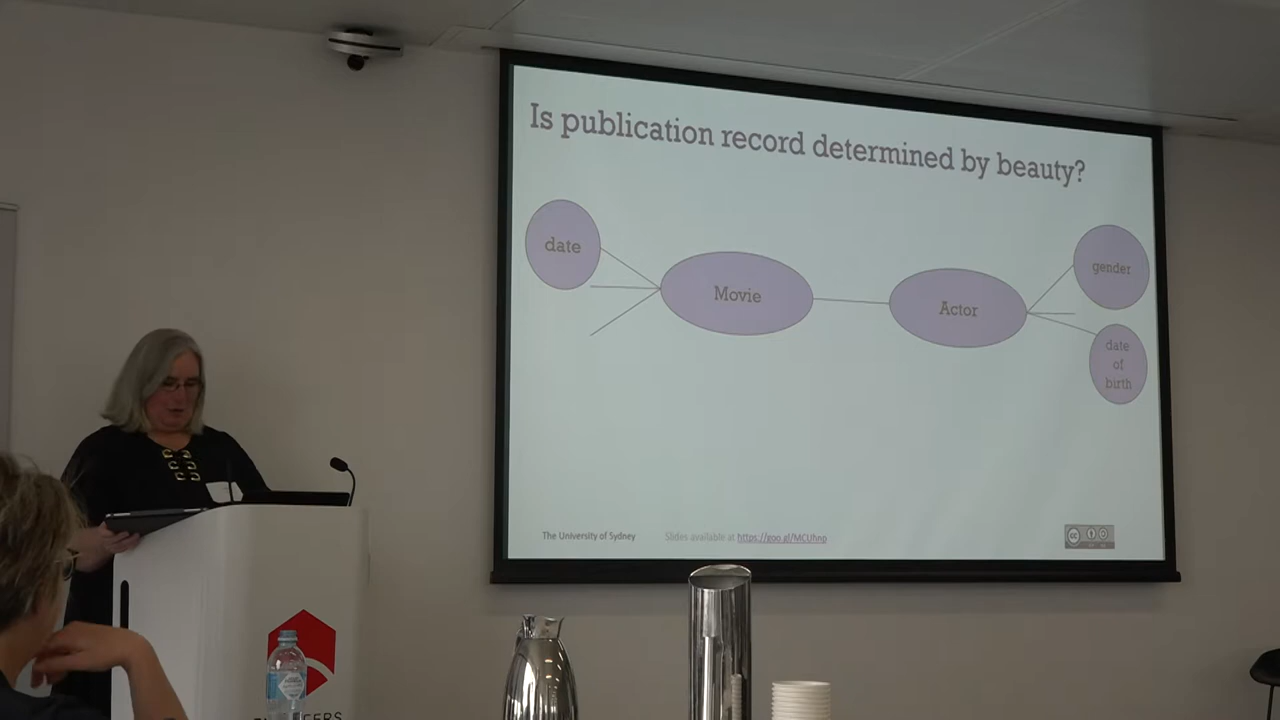 Is publication record determined by beauty?
date
Movie
Actor
gender
date
of
birth
The University of Sydney
Slides available at https://goo.gl/MCUhnp